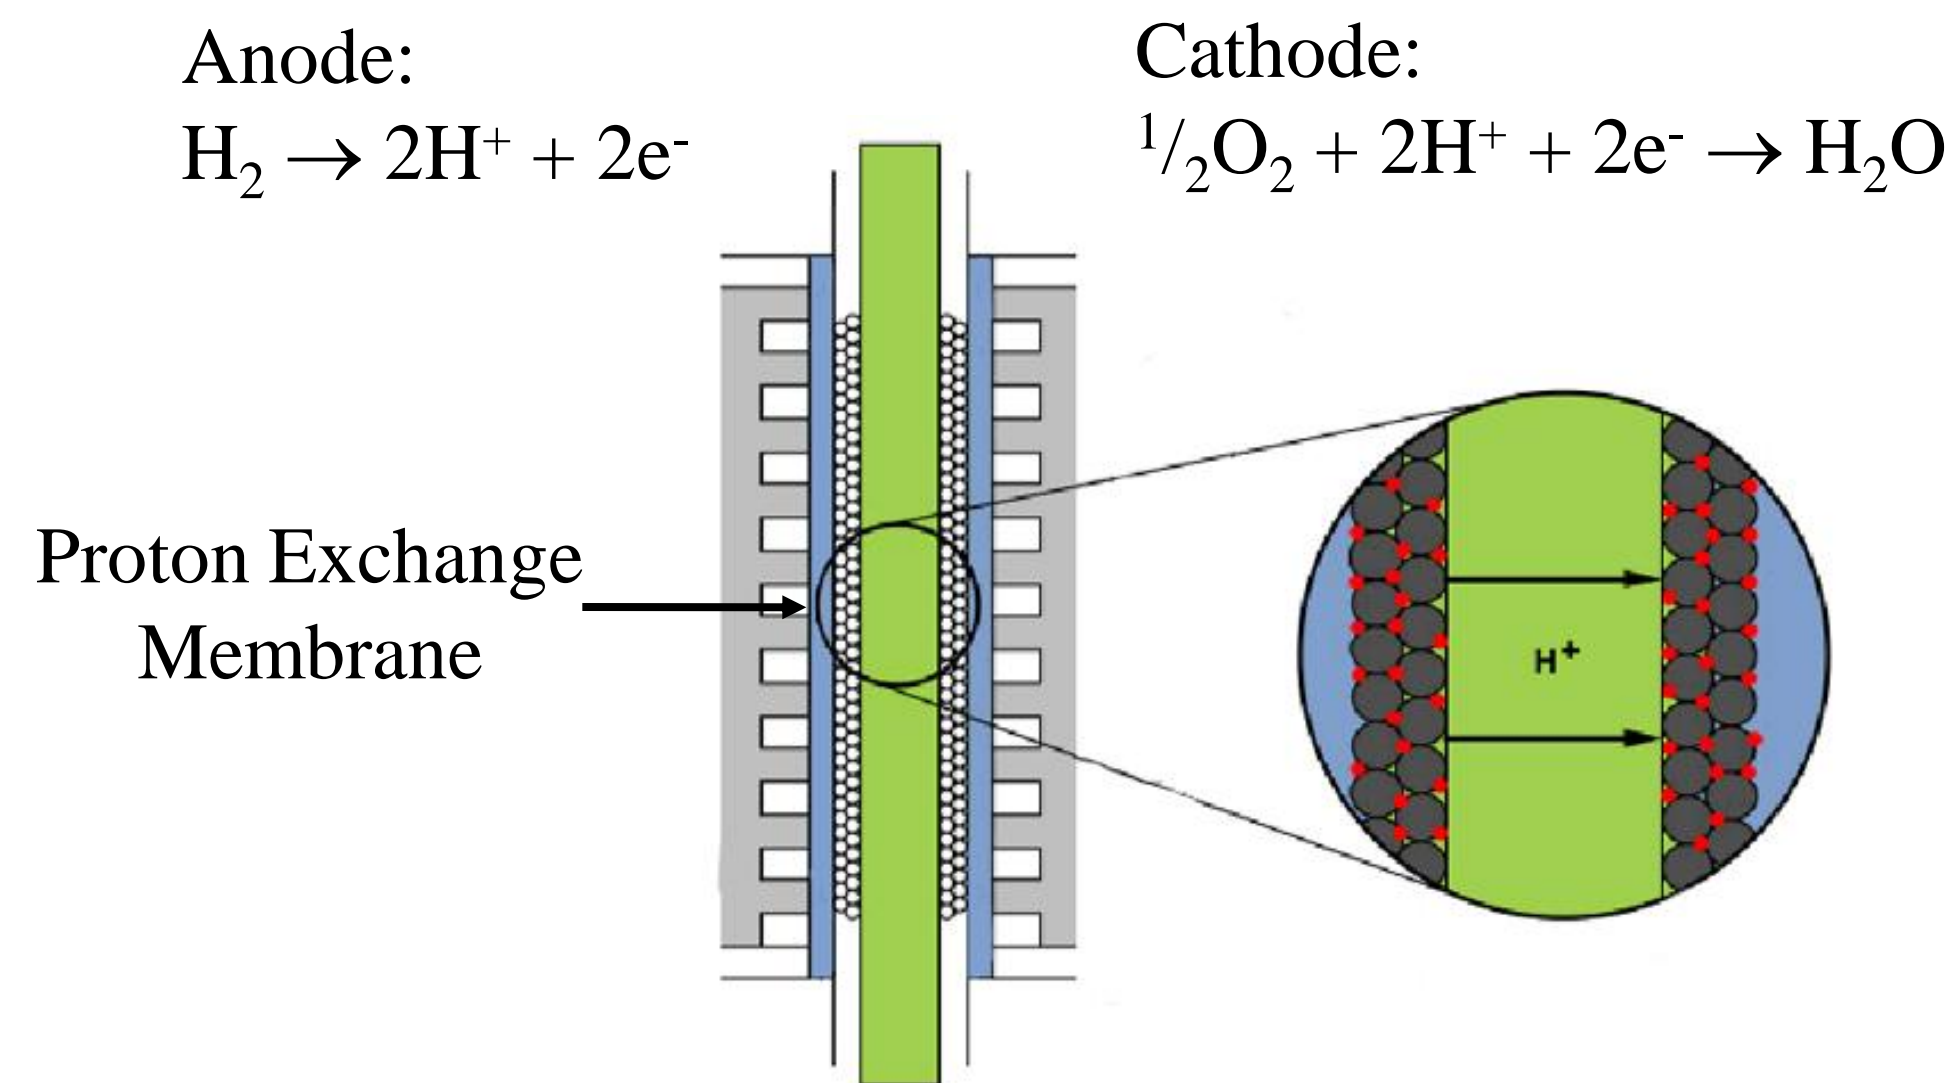 Anode:
H₂ → 2H⁺ + 2e⁻
Cathode:
¹/₂O₂ + 2H⁺ + 2e⁻ → H₂O
Proton Exchange
Membrane
H⁺